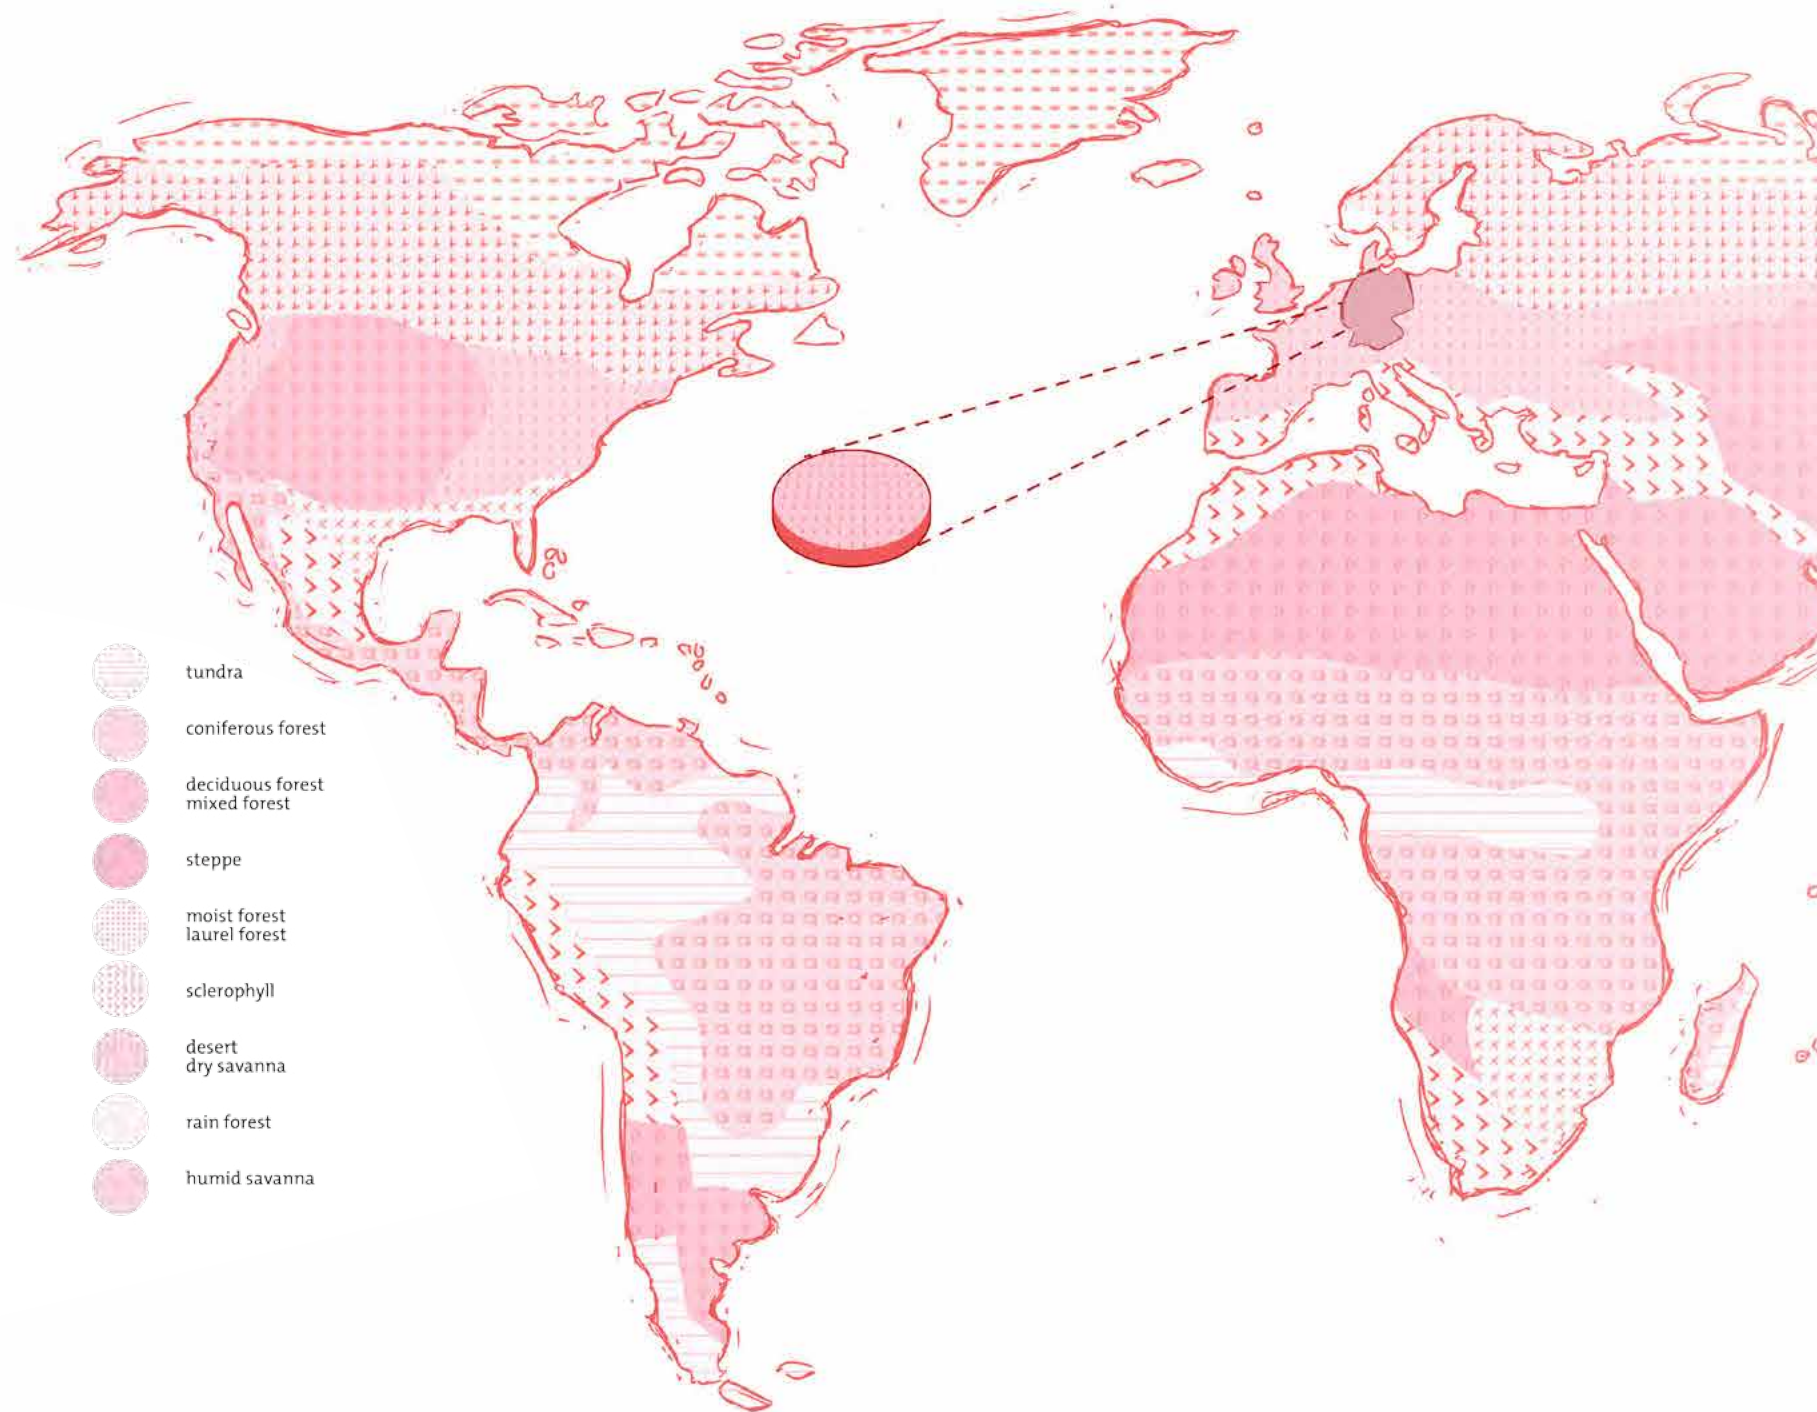 tundra
coniferous forest
deciduous forest
mixed forest
steppe
moist forest
laurel forest
sclerophyll
desert
dry savanna
rain forest
humid savanna